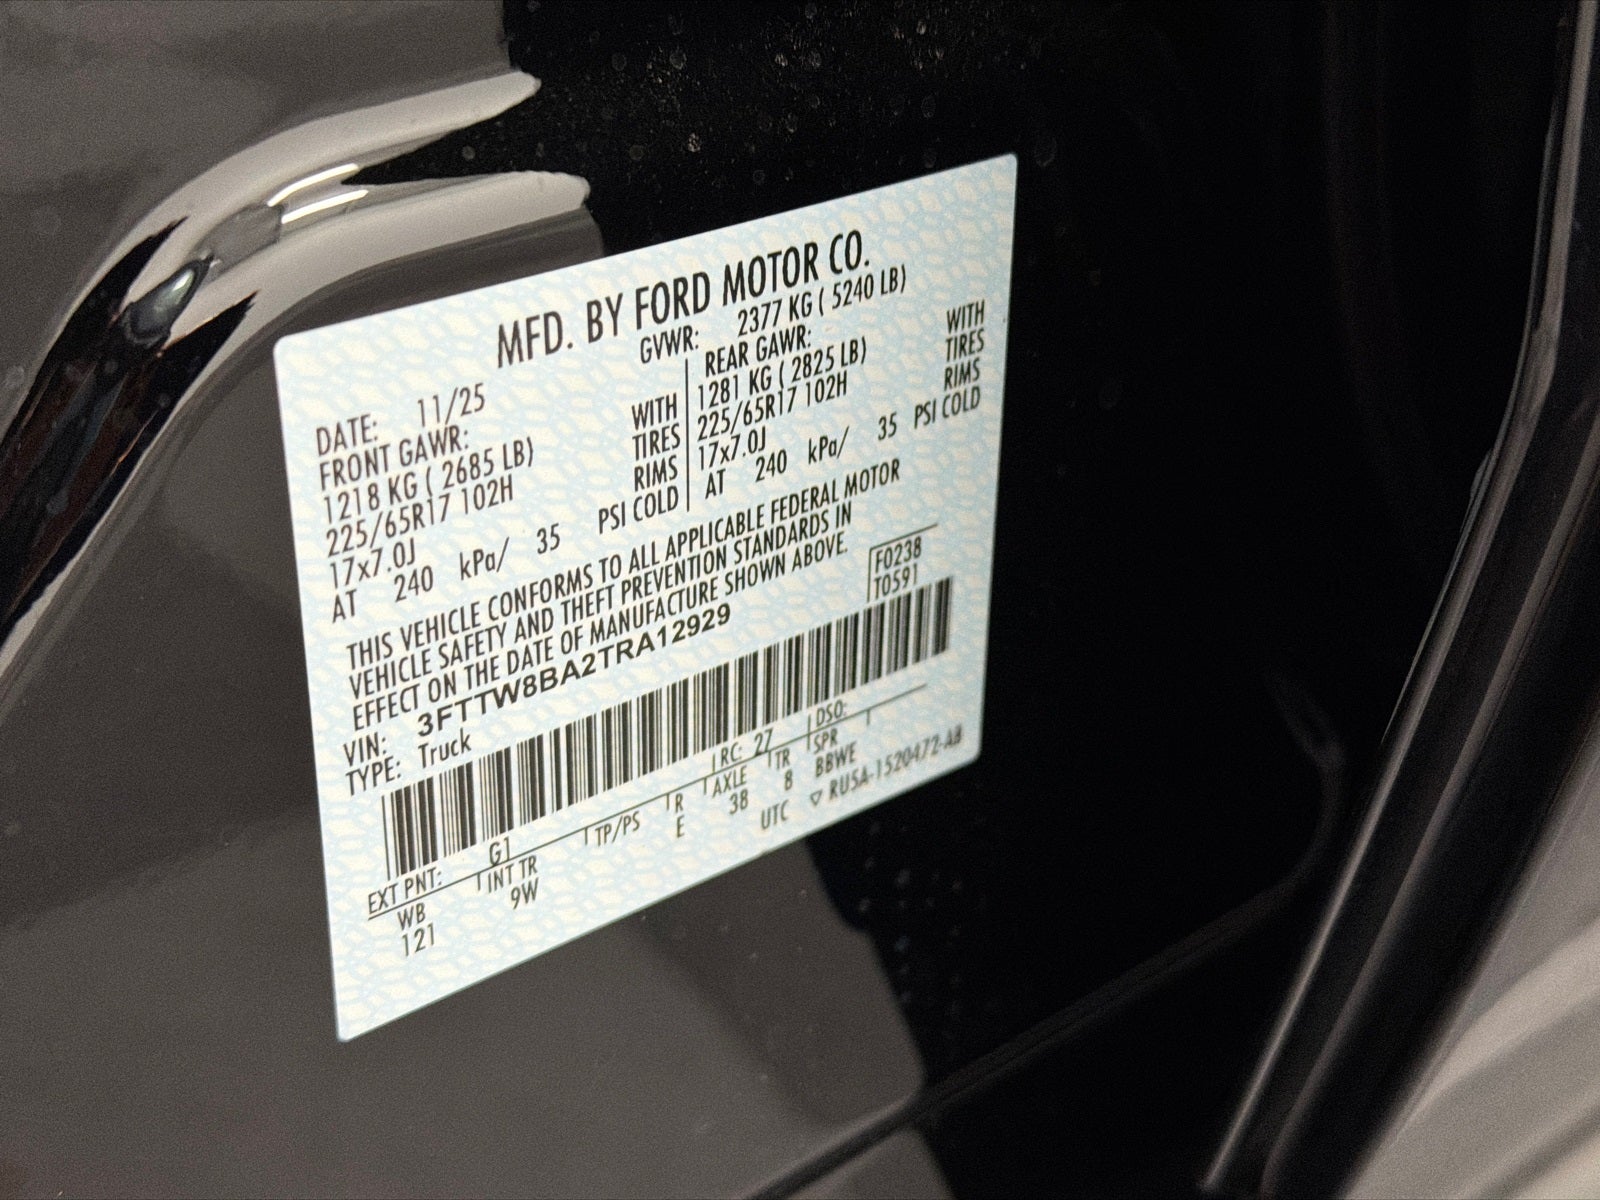 MFD. BY FORD MOTOR CO.
DATE: 11/25 GVWR: 2377 KG ( 5240 LB)
FRONT GAWR: REAR GAWR:
1218 KG ( 2685 LB) WITH 1281 KG ( 2825 LB) WITH
225/65R17 102H TIRES 225/65R17 102H TIRES
17x7.0J RIMS 17x7.0J RIMS
AT 240 kPa/ 35 PSI COLD AT 240 kPa/ 35 PSI COLD
THIS VEHICLE CONFORMS TO ALL APPLICABLE FEDERAL MOTOR
VEHICLE SAFETY AND THEFT PREVENTION STANDARDS IN
EFFECT ON THE DATE OF MANUFACTURE SHOWN ABOVE.
F0238
T0591
VIN: 3FTTW8BA2TRA12929
TYPE: Truck
EXT PNT: G1 RC: 27 DSO:
WB INT TR TP/PS R AXLE TR SPR
121 9W E 38 8 BBWE
UTC ▽ RU5A-1520472-AB